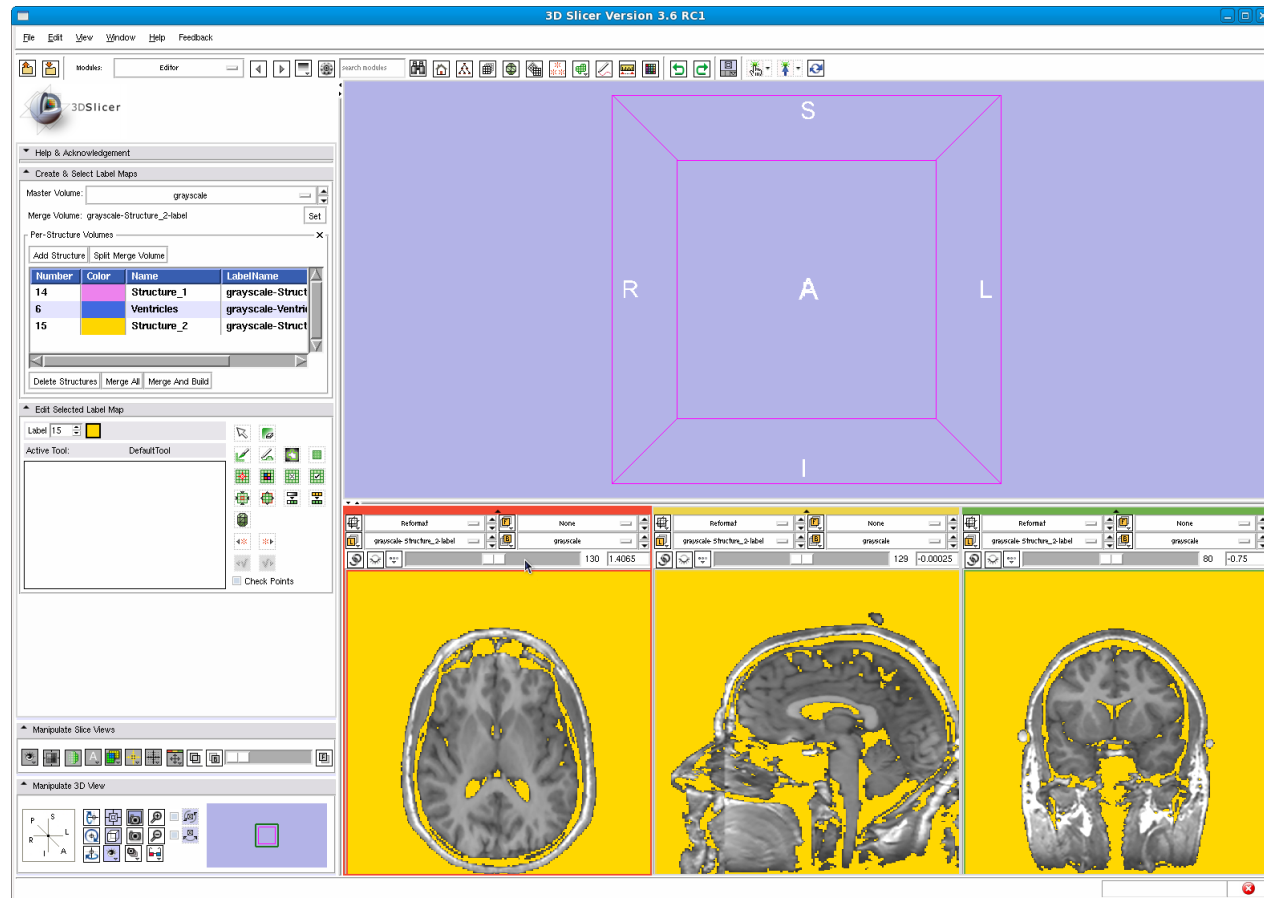 3D Slicer Version 3.6 RC1
File Edit View Window Help Feedback
Modules: Editor search modules
3DSlicer
Help & Acknowledgement
Create & Select Label Maps
Master Volume: grayscale
Merge Volume: grayscale-Structure_2-label Set
Per-Structure Volumes
Add Structure Split Merge Volume
Number Color Name LabelName
14 Structure_1 grayscale-Struct
6 Ventricles grayscale-Ventri
15 Structure_2 grayscale-Struct
Delete Structures Merge All Merge And Build
Edit Selected Label Map
Label 15
Active Tool: DefaultTool
Check Points
Manipulate Slice Views
Manipulate 3D View
P S
R L
I A
S
R A L
I
Reformat None Reformat None Reformat None
grayscale-Structure_2-label grayscale grayscale-Structure_2-label grayscale grayscale-Structure_2-label grayscale
130 1.4065 129 -0.00025 80 -0.75